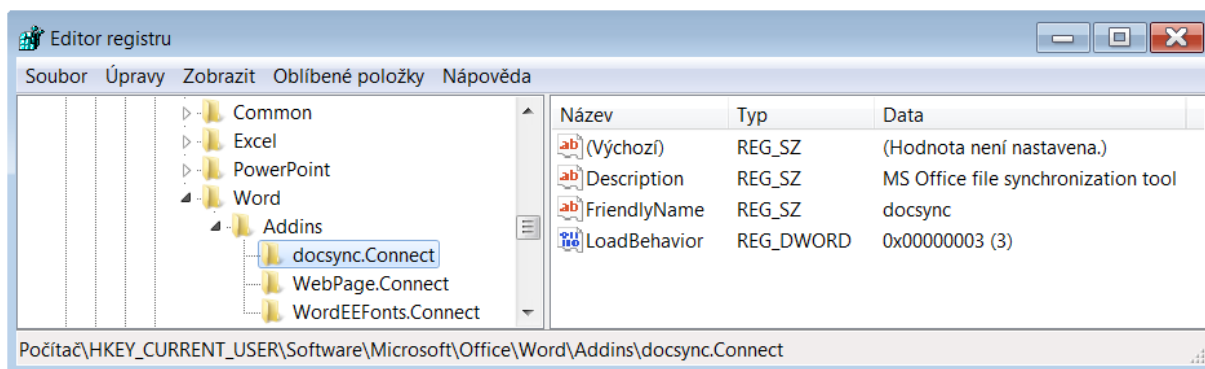 Editor registru
Soubor Úpravy Zobrazit Oblíbené položky Nápověda
Common
Excel
PowerPoint
Word
Addins
docsync.Connect
WebPage.Connect
WordEEFonts.Connect
Název Typ Data
(Výchozí) REG_SZ (Hodnota není nastavena.)
Description REG_SZ MS Office file synchronization tool
FriendlyName REG_SZ docsync
LoadBehavior REG_DWORD 0x00000003 (3)
Počítač\HKEY_CURRENT_USER\Software\Microsoft\Office\Word\Addins\docsync.Connect